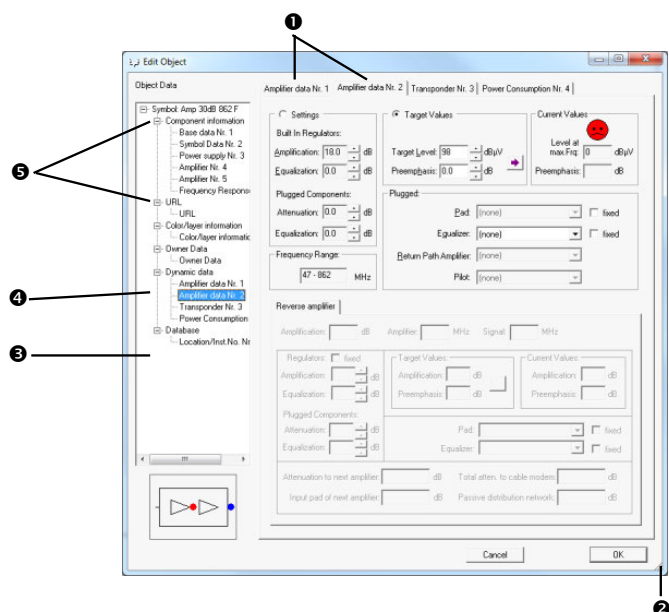 ❶
Edit Object
Object Data
Amplifier data Nr. 1
Amplifier data Nr. 2
Transponder Nr. 3
Power Consumption Nr. 4
Symbol: Amp 30dB 862 F
Component information
Base data Nr. 1
Symbol Data Nr. 2
Power supply Nr. 3
Amplifier Nr. 4
Amplifier Nr. 5
Frequency Respons
URL
URL
Color/layer information
Color/layer informatic
Owner Data
Owner Data
Dynamic data
Amplifier data Nr. 1
Amplifier data Nr. 2
Transponder Nr. 3
Power Consumption
Database
Location/Inst.No. Nr
❺
❹
❸
Settings
Built In Regulators:
Amplification: 18.0 dB
Equalization: 0.0 dB
Plugged Components:
Attenuation: 0.0 dB
Equalization: 0.0 dB
Frequency Range:
47 - 862 MHz
Target Values
Target Level: 98 dBµV
Preemphasis: 0.0 dB
Current Values
Level at max.Frq: 0 dBµV
Preemphasis: dB
Plugged:
Pad: (none) fixed
Equalizer: (none) fixed
Return Path Amplifier: (none)
Pilot: (none)
Reverse amplifier
Amplification: dB Amplifier: MHz Signal: MHz
Regulators: fixed
Amplification: dB
Equalization: dB
Plugged Components:
Attenuation: dB
Equalization: dB
Target Values:
Amplification: dB
Preemphasis: dB
Current Values:
Amplification: dB
Preemphasis: dB
Pad: fixed
Equalizer: fixed
Attenuation to next amplifier: dB Total atten. to cable modem: dB
Input pad of next amplifier: dB Passive distribution network: dB
Cancel
OK
❷